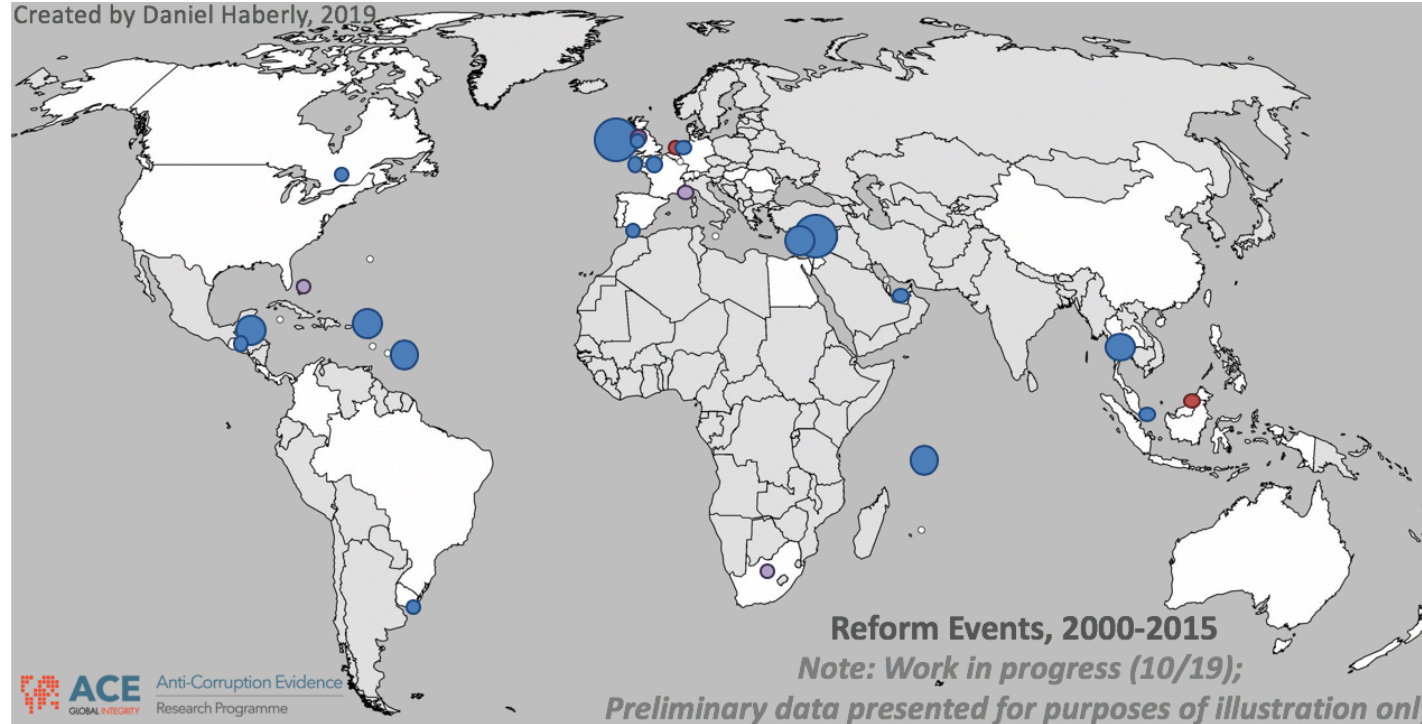 Created by Daniel Haberly, 2019
Reform Events, 2000-2015
Note: Work in progress (10/19);
Preliminary data presented for purposes of illustration onl
ACE
GLOBAL INTEGRITY
Anti-Corruption Evidence
Research Programme